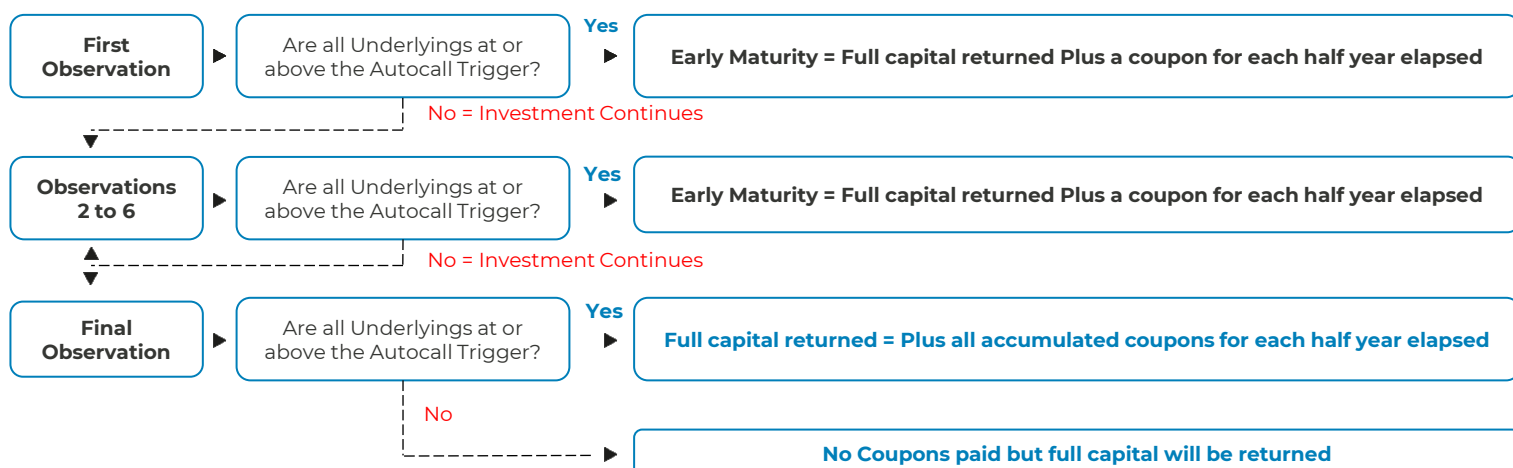 First
Observation
Are all Underlyings at or
above the Autocall Trigger?
Yes
Early Maturity = Full capital returned Plus a coupon for each half year elapsed
No = Investment Continues
Observations
2 to 6
Are all Underlyings at or
above the Autocall Trigger?
Yes
Early Maturity = Full capital returned Plus a coupon for each half year elapsed
No = Investment Continues
Final
Observation
Are all Underlyings at or
above the Autocall Trigger?
Yes
Full capital returned = Plus all accumulated coupons for each half year elapsed
No
No Coupons paid but full capital will be returned